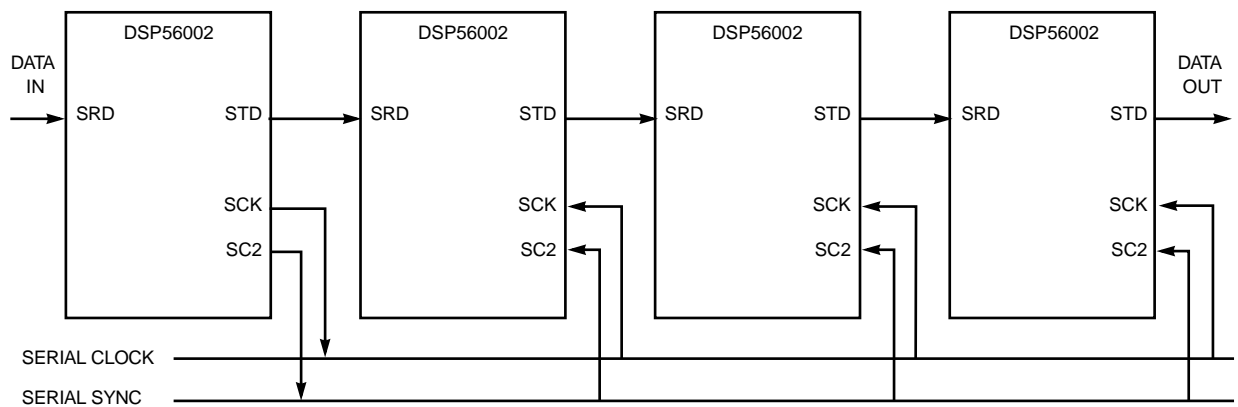 DSP56002
DSP56002
DSP56002
DSP56002
DATA
IN
DATA
OUT
SRD
STD
SRD
STD
SRD
STD
SRD
STD
SCK
SCK
SCK
SCK
SC2
SC2
SC2
SC2
SERIAL CLOCK
SERIAL SYNC